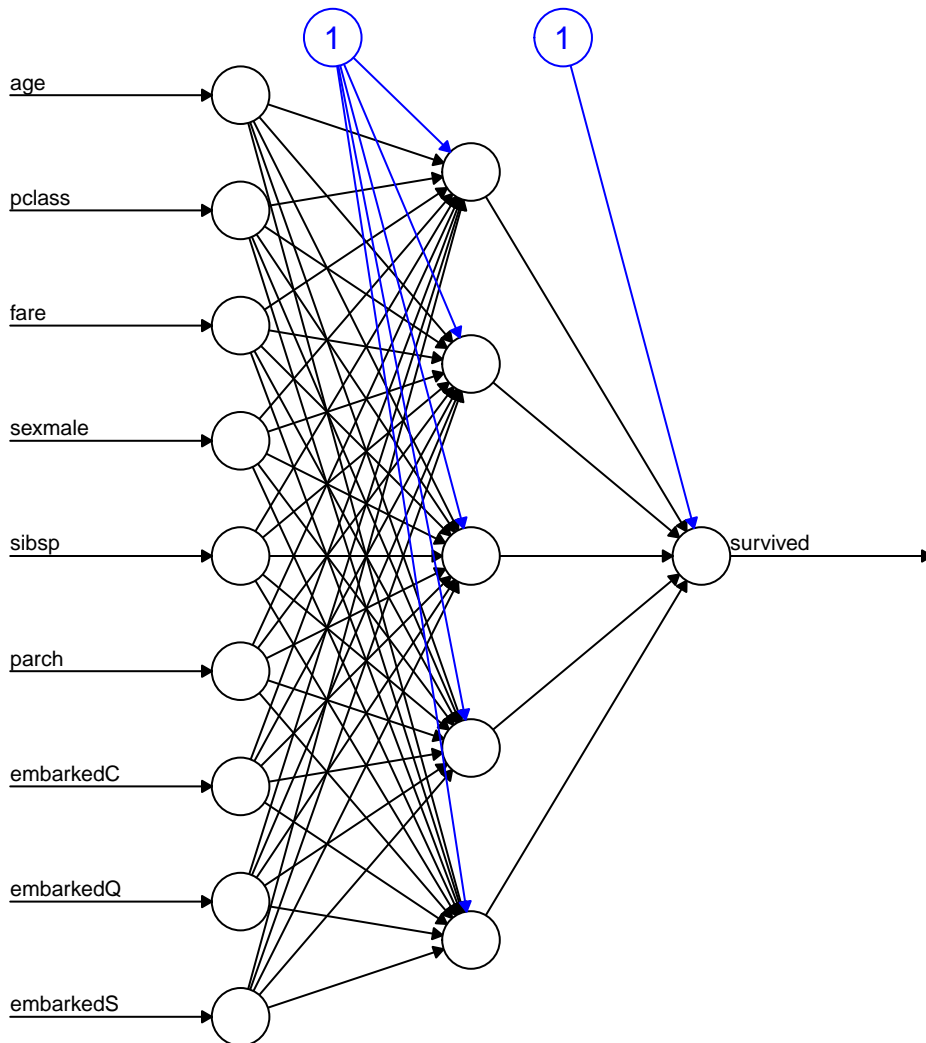 1
1
age
pclass
fare
sexmale
sibsp
survived
parch
embarkedC
embarkedQ
embarkedS